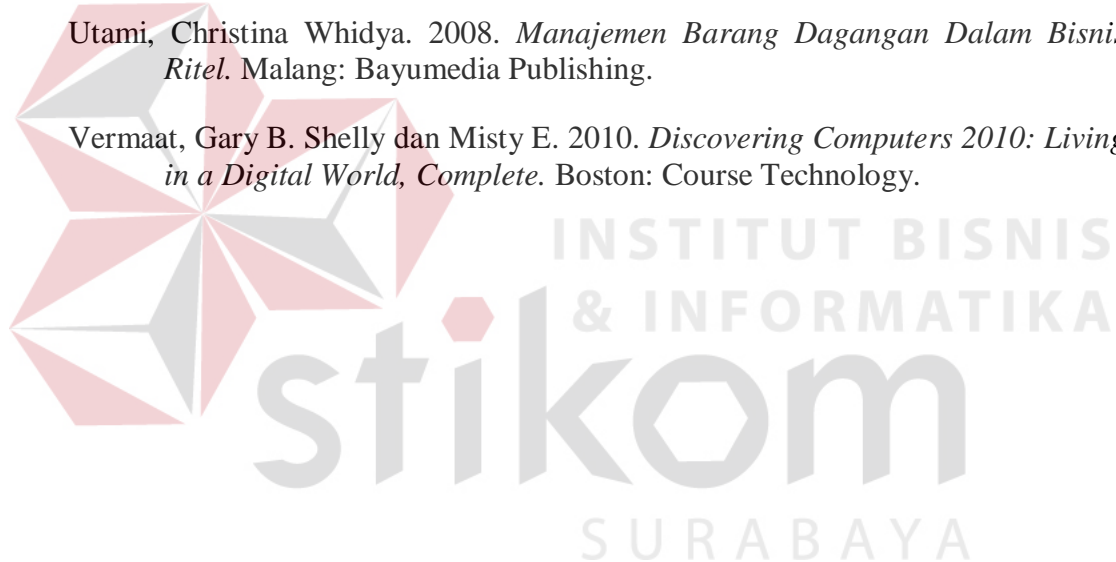 Utami, Christina Whidya. 2008. Manajemen Barang Dagangan Dalam Bisnis
Ritel. Malang: Bayumedia Publishing.
Vermaat, Gary B. Shelly dan Misty E. 2010. Discovering Computers 2010: Living
in a Digital World, Complete. Boston: Course Technology.
INSTITUT BISNIS
& INFORMATIKA
stikom
SURABAYA